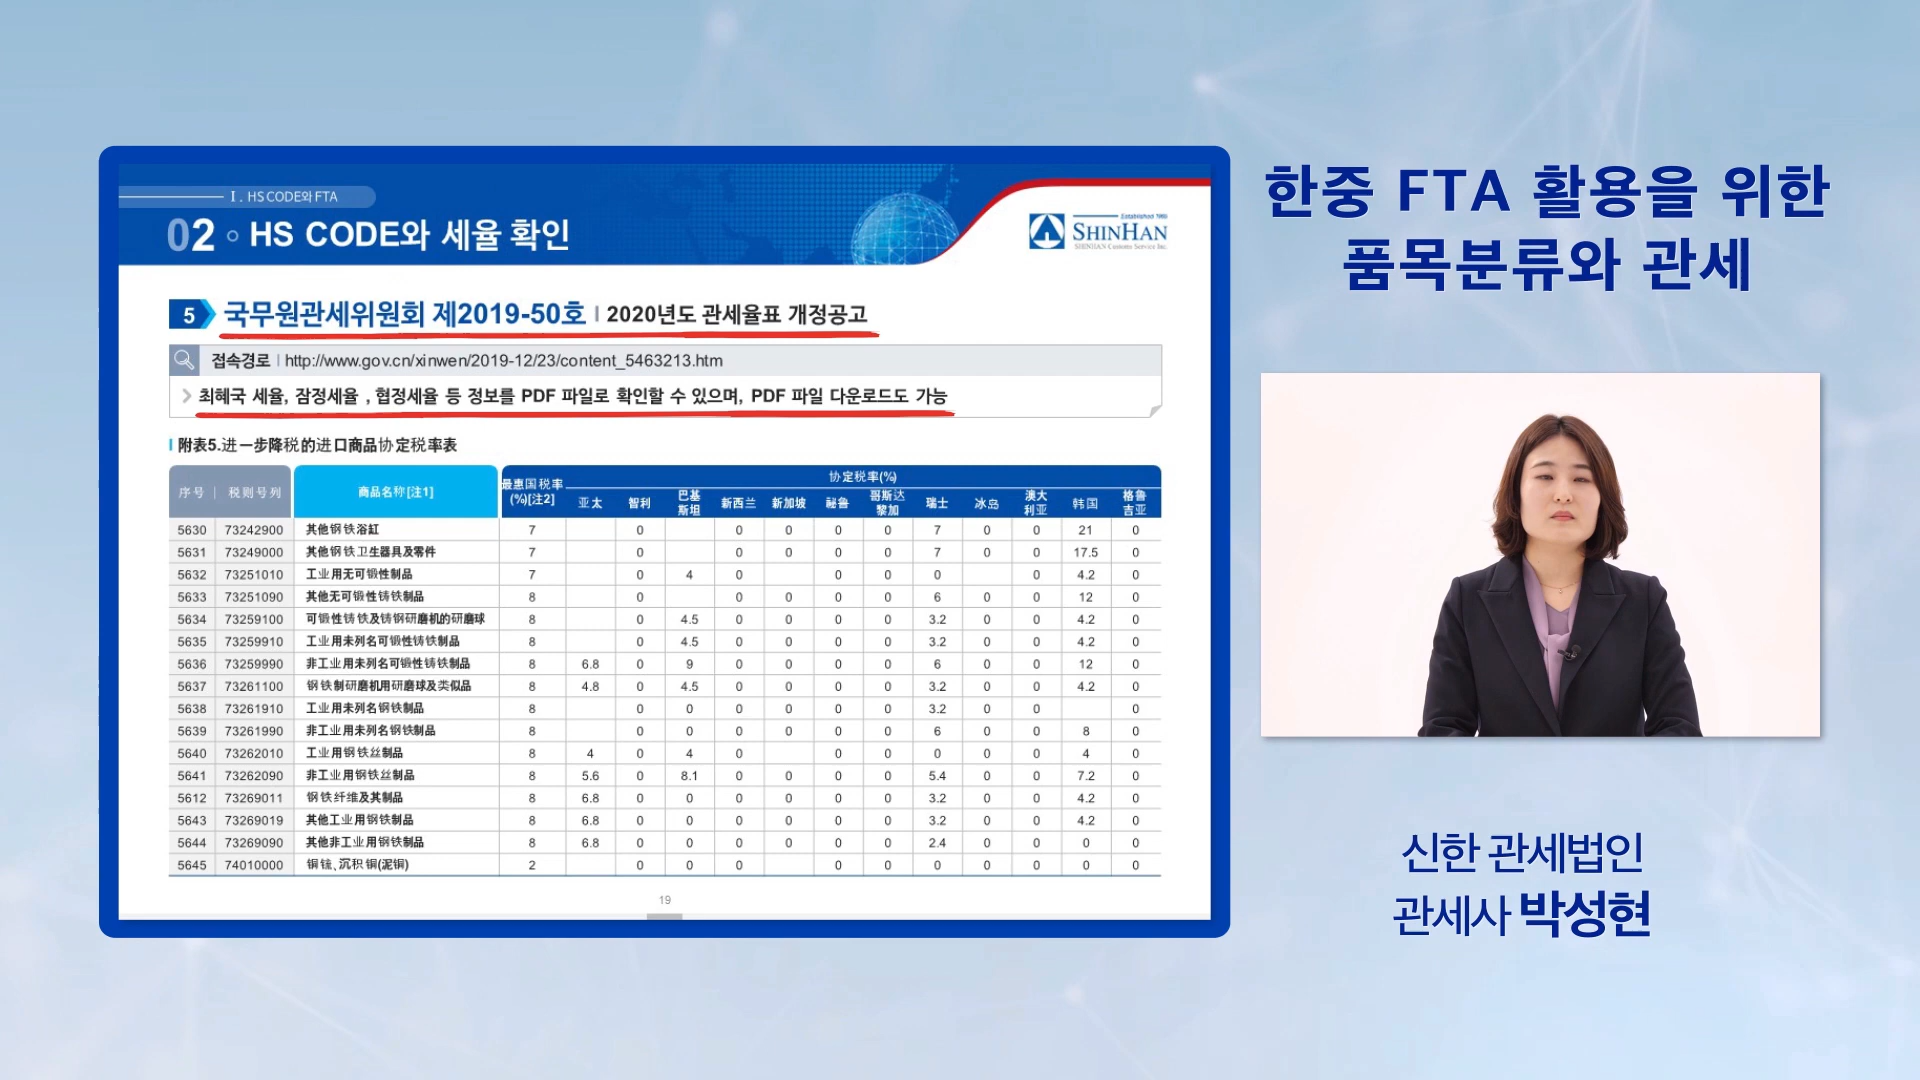 I. HS CODE와 FTA
02 HS CODE와 세율 확인
Established 1986
SHINHAN
SHINHAN Customs Service Inc.
한중 FTA 활용을 위한
품목분류와 관세
5 국무원관세위원회 제2019-50호 | 2020년도 관세율표 개정공고
접속경로 | http://www.gov.cn/xinwen/2019-12/23/content_5463213.htm
최혜국 세율, 잠정세율 , 협정세율 등 정보를 PDF 파일로 확인할 수 있으며, PDF 파일 다운로드도 가능
附表5.进一步降税的进口商品协定税率表
序号 | 税则号列 商品名称[注1] 最惠国税率(%)[注2] 协定税率(%)
亚太 智利 巴基斯坦 新西兰 新加坡 秘鲁 哥斯达黎加 瑞士 冰岛 澳大利亚 韩国 格鲁吉亚
5630 73242900 其他钢铁浴缸 7 0 0 0 0 0 7 0 0 21 0
5631 73249000 其他钢铁卫生器具及零件 7 0 0 0 0 0 7 0 0 17.5 0
5632 73251010 工业用无可锻性制品 7 0 4 0 0 0 0 0 4.2 0
5633 73251090 其他无可锻性铸铁制品 8 0 0 0 0 0 6 0 0 12 0
5634 73259100 可锻性铸铁及铸钢研磨机的研磨球 8 0 4.5 0 0 0 0 3.2 0 0 4.2 0
5635 73259910 工业用未列名可锻性铸铁制品 8 0 4.5 0 0 0 0 3.2 0 0 4.2 0
5636 73259990 非工业用未列名可锻性铸铁制品 8 6.8 0 9 0 0 0 0 6 0 0 12 0
5637 73261100 钢铁制研磨机用研磨球及类似品 8 4.8 0 4.5 0 0 0 0 3.2 0 0 4.2 0
5638 73261910 工业用未列名钢铁制品 8 0 0 0 0 0 0 3.2 0 0 0
5639 73261990 非工业用未列名钢铁制品 8 0 0 0 0 0 0 6 0 0 8 0
5640 73262010 工业用钢铁丝制品 8 4 0 4 0 0 0 0 0 0 4 0
5641 73262090 非工业用钢铁丝制品 8 5.6 0 8.1 0 0 0 0 5.4 0 0 7.2 0
5612 73269011 钢铁纤维及其制品 8 6.8 0 0 0 0 0 0 3.2 0 0 4.2 0
5643 73269019 其他工业用钢铁制品 8 6.8 0 0 0 0 0 0 3.2 0 0 4.2 0
5644 73269090 其他非工业用钢铁制品 8 6.8 0 0 0 0 0 0 2.4 0 0 0 0
5645 74010000 铜锍、沉积铜(泥铜) 2 0 0 0 0 0 0 0 0 0 0
19
신한 관세법인
관세사 박성현